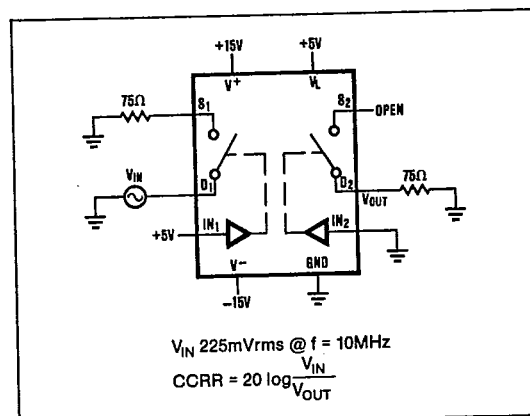 +15V +5V
V+ VL
75Ω S1 S2 OPEN
VIN D1 D2 75Ω
VOUT
+5V IN1 IN2
V− GND
−15V
VIN 225mVrms @ f = 10MHz
CCRR = 20 log VIN
VOUT